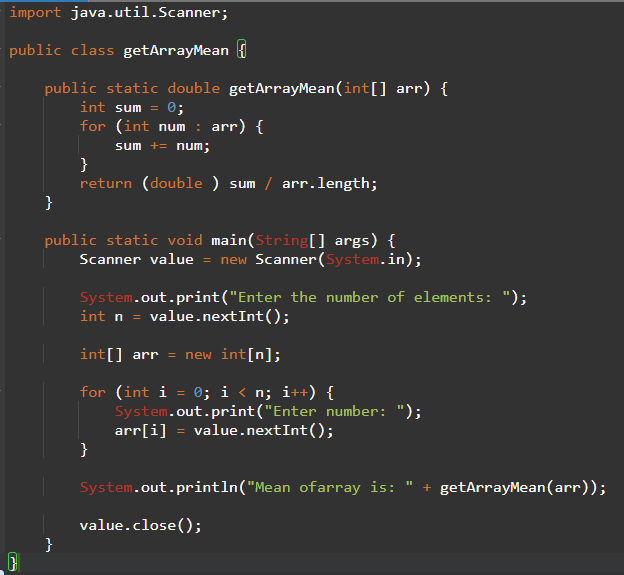 import java.util.Scanner;
public class getArrayMean {
public static double getArrayMean(int[] arr) {
int sum = 0;
for (int num : arr) {
sum += num;
}
return (double ) sum / arr.length;
}
public static void main(String[] args) {
Scanner value = new Scanner(System.in);
System.out.print("Enter the number of elements: ");
int n = value.nextInt();
int[] arr = new int[n];
for (int i = 0; i < n; i++) {
System.out.print("Enter number: ");
arr[i] = value.nextInt();
}
System.out.println("Mean ofarray is: " + getArrayMean(arr));
value.close();
}
}